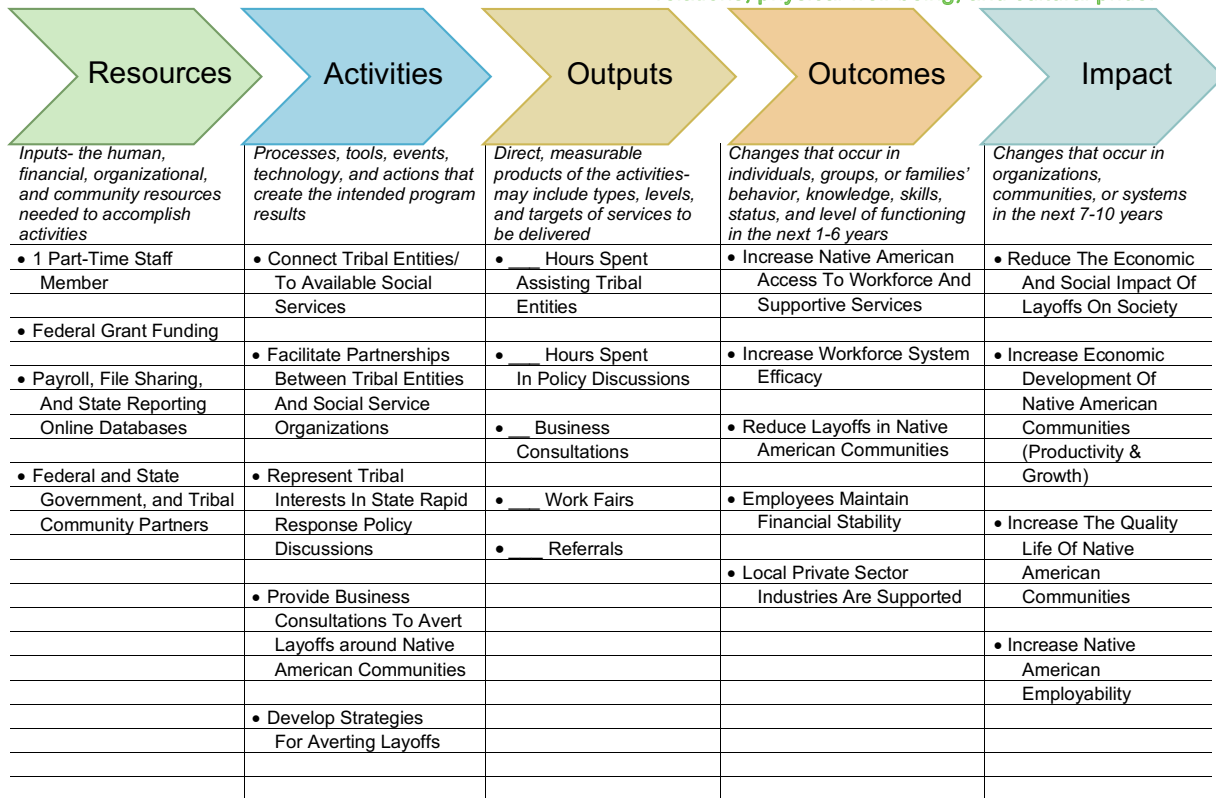 Resources
Activities
Outputs
Outcomes
Impact
Inputs- the human,
financial, organizational,
and community resources
needed to accomplish
activities
Processes, tools, events,
technology, and actions that
create the intended program
results
Direct, measurable
products of the activities-
may include types, levels,
and targets of services to
be delivered
Changes that occur in
individuals, groups, or families'
behavior, knowledge, skills,
status, and level of functioning
in the next 1-6 years
Changes that occur in
organizations,
communities, or systems
in the next 7-10 years
• 1 Part-Time Staff
Member
• Federal Grant Funding
• Payroll, File Sharing,
And State Reporting
Online Databases
• Federal and State
Government, and Tribal
Community Partners
• Connect Tribal Entities/
To Available Social
Services
• Facilitate Partnerships
Between Tribal Entities
And Social Service
Organizations
• Represent Tribal
Interests In State Rapid
Response Policy
Discussions
• Provide Business
Consultations To Avert
Layoffs around Native
American Communities
• Develop Strategies
For Averting Layoffs
• ___ Hours Spent
Assisting Tribal
Entities
• ___ Hours Spent
In Policy Discussions
• __ Business
Consultations
• ___ Work Fairs
• ___ Referrals
• Increase Native American
Access To Workforce And
Supportive Services
• Increase Workforce System
Efficacy
• Reduce Layoffs in Native
American Communities
• Employees Maintain
Financial Stability
• Local Private Sector
Industries Are Supported
• Reduce The Economic
And Social Impact Of
Layoffs On Society
• Increase Economic
Development Of
Native American
Communities
(Productivity &
Growth)
• Increase The Quality
Life Of Native
American
Communities
• Increase Native
American
Employability